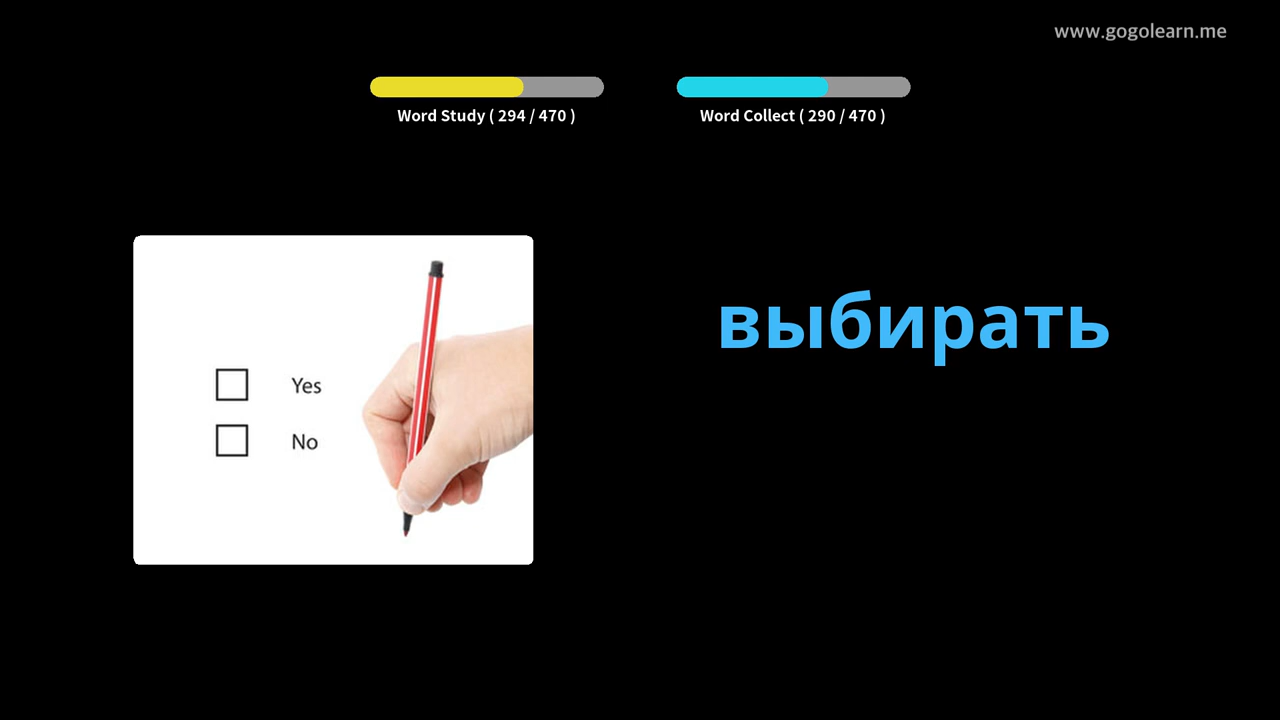 www.gogolearn.me
Word Study ( 294 / 470 )
Word Collect ( 290 / 470 )
выбирать
Yes
No